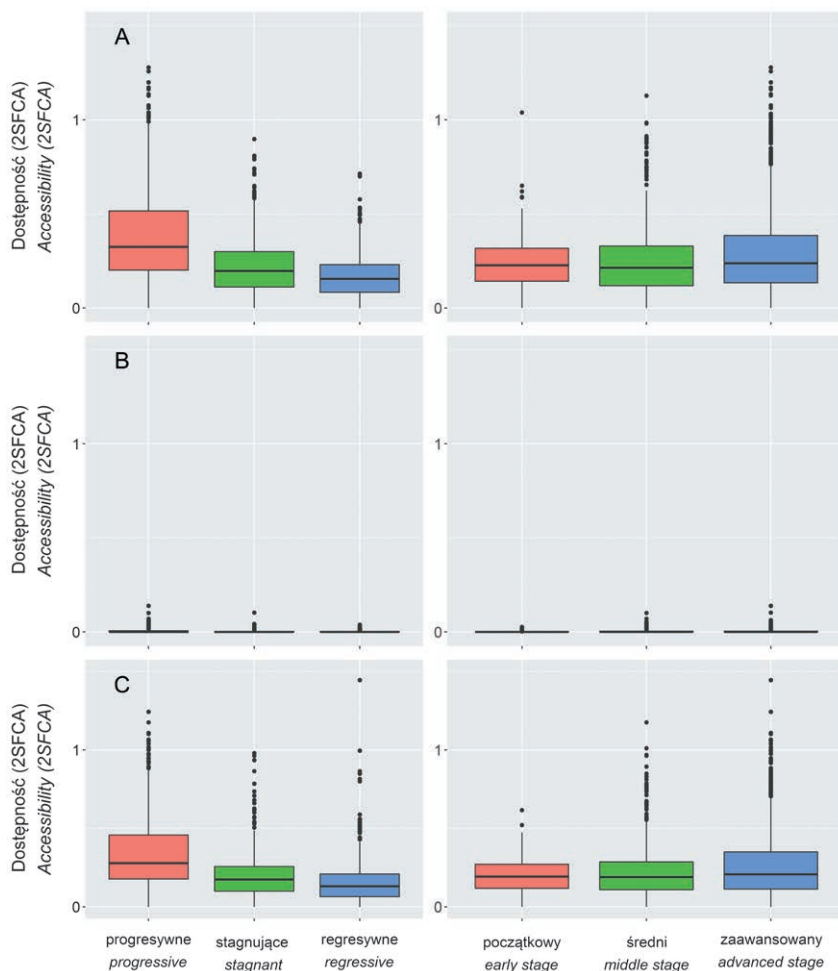 A
Dostępność (2SFCA)
Accessibility (2SFCA)
1
0
1
0
B
Dostępność (2SFCA)
Accessibility (2SFCA)
1
0
1
0
C
Dostępność (2SFCA)
Accessibility (2SFCA)
1
0
1
0
progresywne
progressive
stagnujące
stagnant
regresywne
regressive
początkowy
early stage
średni
middle stage
zaawansowany
advanced stage